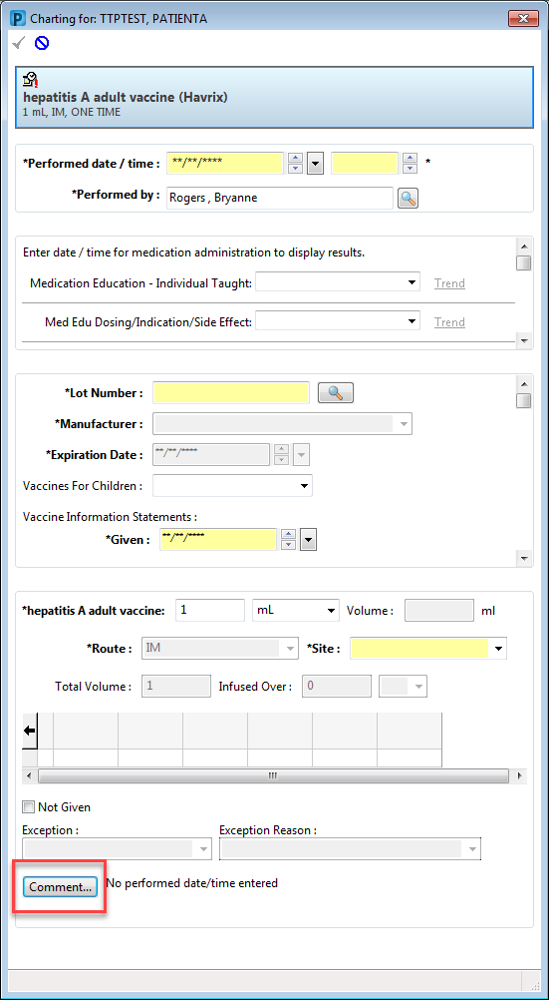 P Charting for: TTPTEST, PATIENTA
hepatitis A adult vaccine (Havrix)
1 mL, IM, ONE TIME
*Performed date / time : **/**/**** *
*Performed by : Rogers , Bryanne
Enter date / time for medication administration to display results.
Medication Education - Individual Taught: Trend
Med Edu Dosing/Indication/Side Effect: Trend
*Lot Number :
*Manufacturer :
*Expiration Date : **/**/****
Vaccines For Children :
Vaccine Information Statements :
*Given : **/**/****
*hepatitis A adult vaccine: 1 mL Volume : ml
*Route : IM *Site :
Total Volume : 1 Infused Over : 0
Not Given
Exception : Exception Reason :
Comment... No performed date/time entered